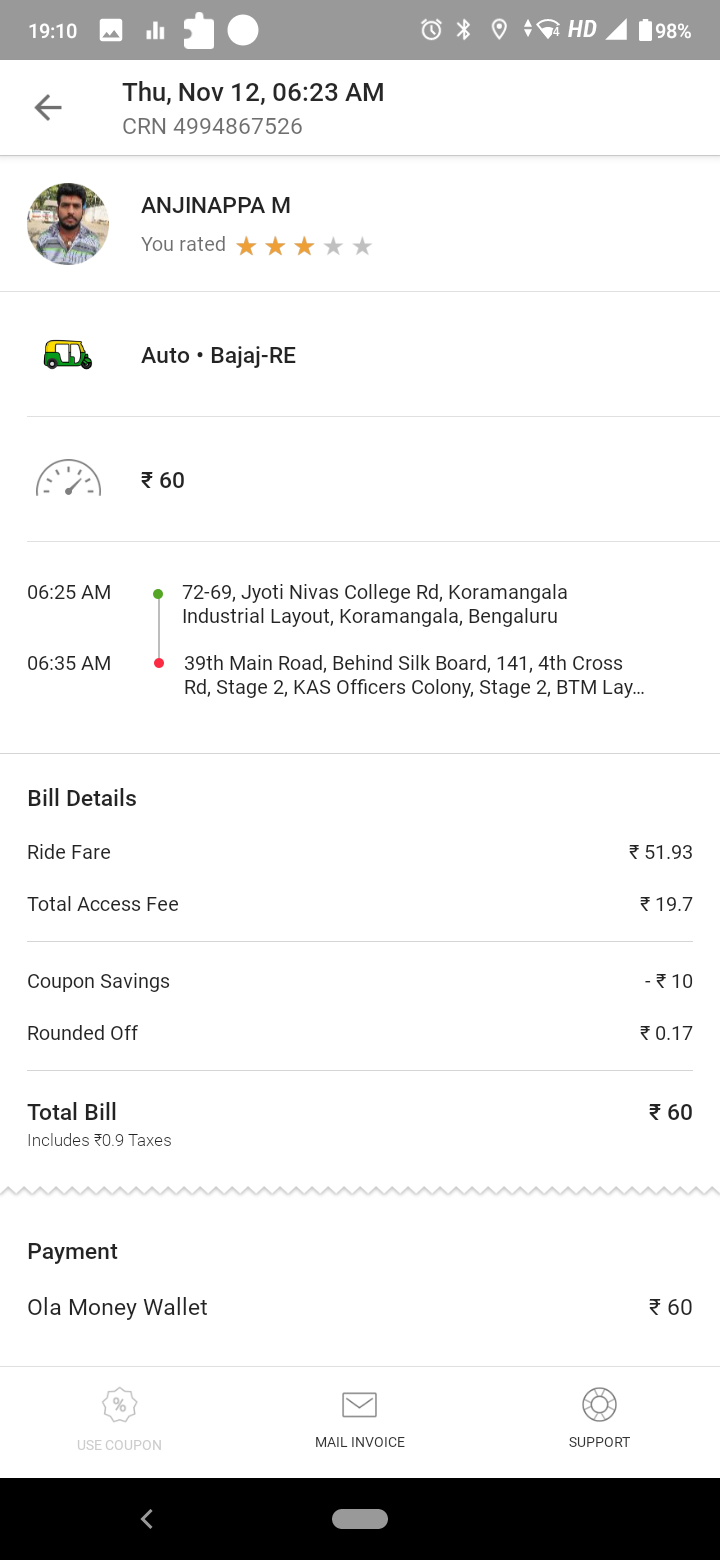 19:10 4 HD 98%
Thu, Nov 12, 06:23 AM
CRN 4994867526
ANJINAPPA M
You rated
Auto • Bajaj-RE
₹ 60
06:25 AM 72-69, Jyoti Nivas College Rd, Koramangala
Industrial Layout, Koramangala, Bengaluru
06:35 AM 39th Main Road, Behind Silk Board, 141, 4th Cross
Rd, Stage 2, KAS Officers Colony, Stage 2, BTM Lay...
Bill Details
Ride Fare ₹ 51.93
Total Access Fee ₹ 19.7
Coupon Savings - ₹ 10
Rounded Off ₹ 0.17
Total Bill ₹ 60
Includes ₹0.9 Taxes
Payment
Ola Money Wallet ₹ 60
%
USE COUPON MAIL INVOICE SUPPORT